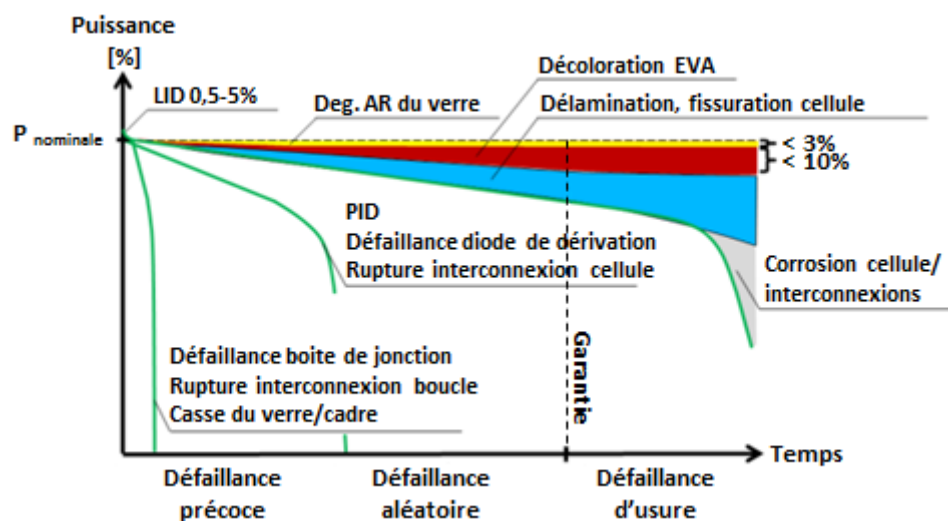 Puissance
[%]
LID 0,5-5%
Décoloration EVA
Deg. AR du verre
Délamination, fissuration cellule
P nominale
< 3%
< 10%
PID
Défaillance diode de dérivation
Rupture interconnexion cellule
Corrosion cellule/
interconnexions
Garantie
Défaillance boite de jonction
Rupture interconnexion boucle
Casse du verre/cadre
Temps
Défaillance
précoce
Défaillance
aléatoire
Défaillance
d’usure